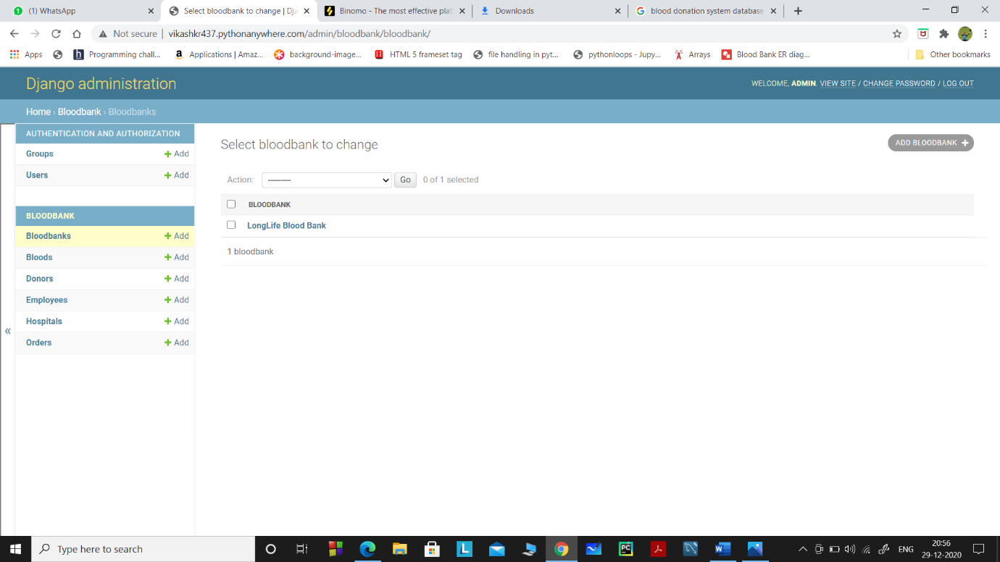 (1) WhatsApp
Select bloodbank to change | Dja
Binomo - The most effective plat
Downloads
blood donation system database
Not secure | vikashkr437.pythonanywhere.com/admin/bloodbank/bloodbank/
Apps
Programming chall...
Applications | Amaz...
background-image...
HTML 5 frameset tag
file handling in pyt...
pythonloops - Jupy...
Arrays
Blood Bank ER diag...
Other bookmarks
Django administration
WELCOME, ADMIN. VIEW SITE / CHANGE PASSWORD / LOG OUT
Home › Bloodbank › Bloodbanks
AUTHENTICATION AND AUTHORIZATION
Groups + Add
Users + Add
BLOODBANK
Bloodbanks + Add
Bloods + Add
Donors + Add
Employees + Add
Hospitals + Add
Orders + Add
«
Select bloodbank to change
ADD BLOODBANK +
Action: --------- Go 0 of 1 selected
BLOODBANK
LongLife Blood Bank
1 bloodbank
Type here to search
L
PC
W
ENG
20:56
29-12-2020